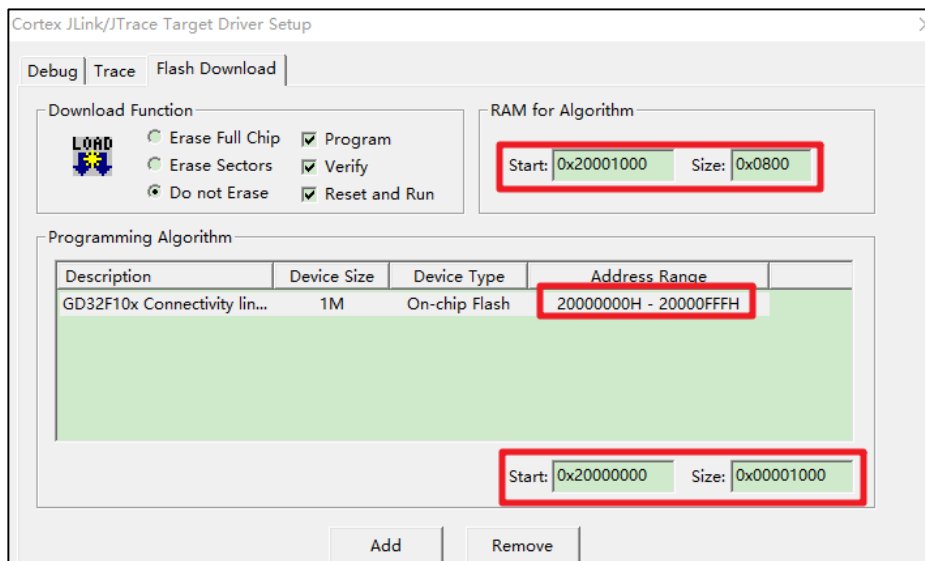 Cortex JLink/JTrace Target Driver Setup
Debug Trace Flash Download
Download Function
LOAD
Erase Full Chip Program
Erase Sectors Verify
Do not Erase Reset and Run
RAM for Algorithm
Start: 0x20001000 Size: 0x0800
Programming Algorithm
Description Device Size Device Type Address Range
GD32F10x Connectivity lin... 1M On-chip Flash 20000000H - 20000FFFH
Start: 0x20000000 Size: 0x00001000
Add Remove